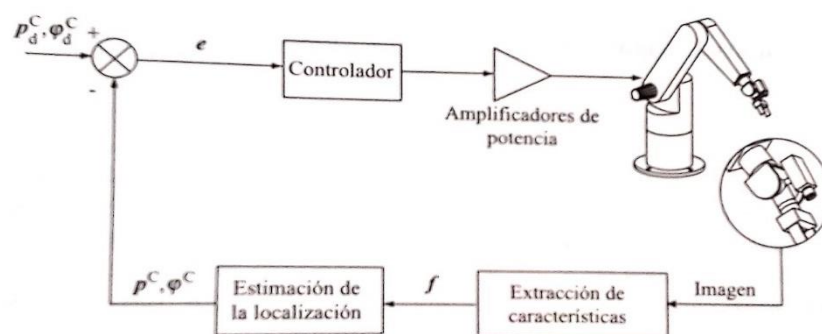 p_d^C, φ_d^C +
-
e
Controlador
Amplificadores de
potencia
p^C, φ^C
Estimación de
la localización
f
Extracción de
características
Imagen